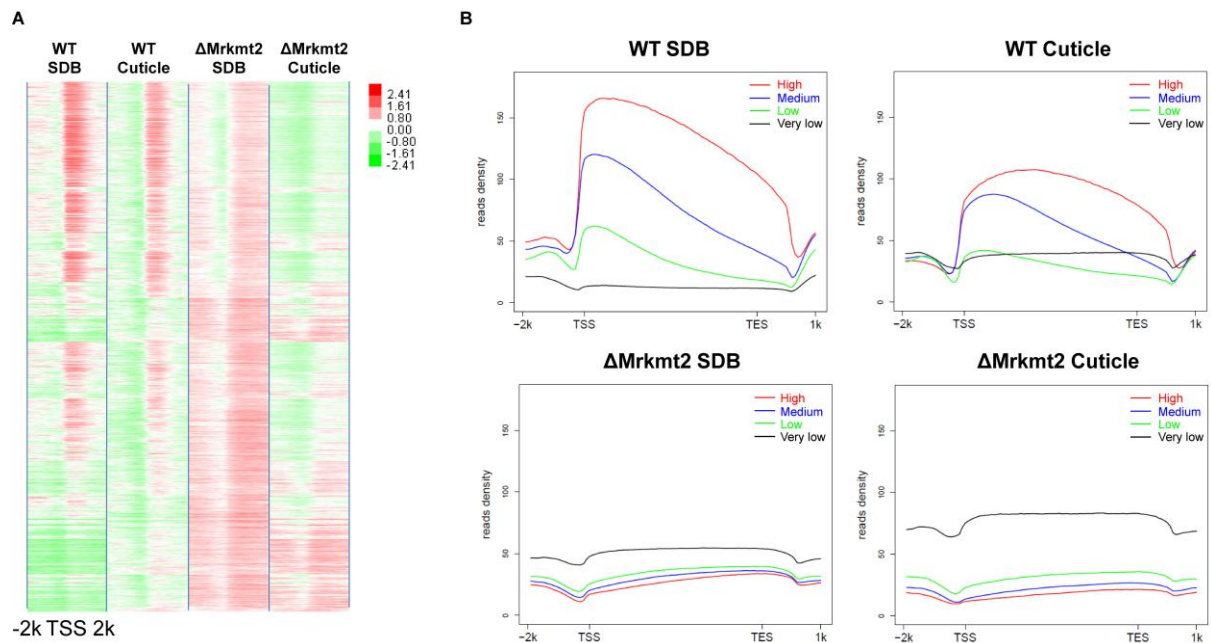 A
WT SDB
WT Cuticle
ΔMrkmt2 SDB
ΔMrkmt2 Cuticle
2.41
1.61
0.80
0.00
-0.80
-1.61
-2.41
-2k TSS 2k
B
WT SDB
High
Medium
Low
Very low
reads density
0
50
100
150
−2k
TSS
TES
1k
WT Cuticle
High
Medium
Low
Very low
reads density
0
50
100
150
−2k
TSS
TES
1k
ΔMrkmt2 SDB
High
Medium
Low
Very low
reads density
0
50
100
150
−2k
TSS
TES
1k
ΔMrkmt2 Cuticle
High
Medium
Low
Very low
reads density
0
50
100
150
−2k
TSS
TES
1k